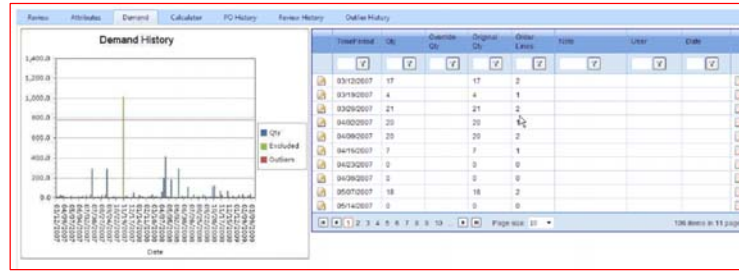 Review Attributes Demand Calculator PO History Review History Outlier History
Demand History
1,400.0
1,200.0
1,000.0
800.0
600.0
400.0
200.0
0.0
Qty
Excluded
Outliers
Date
Time Period Qty Override Qty Original Qty Order Lines Note User Date
03/12/2007 17 17 2
03/19/2007 4 4 1
03/26/2007 21 21 2
04/02/2007 20 20
04/09/2007 20 20 2
04/16/2007 7 7 1
04/23/2007 0 0 0
04/30/2007 0 0 0
05/07/2007 18 18 2
05/14/2007 0 0 0
1 2 3 4 5 6 7 8 9 10 ... Page size: 10
106 items in 11 page